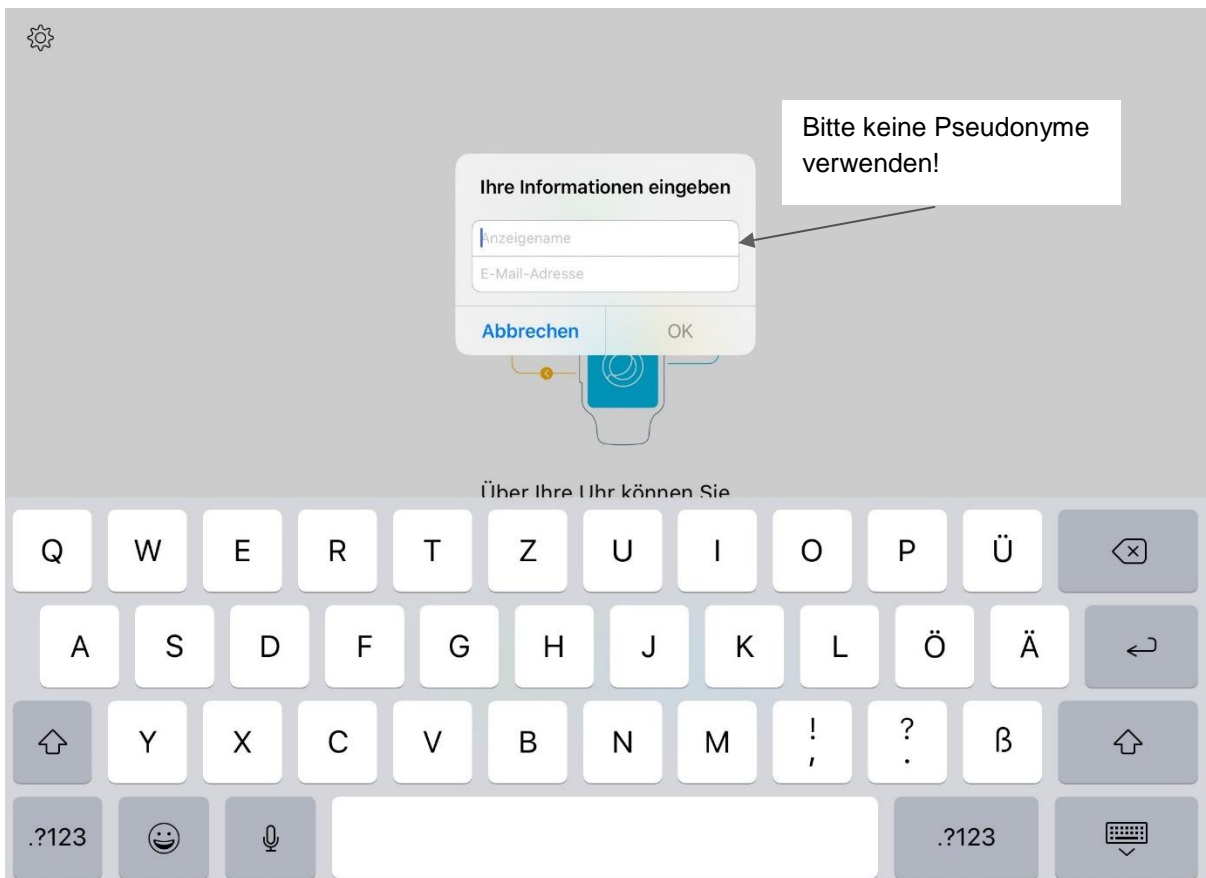 Bitte keine Pseudonyme
verwenden!
Ihre Informationen eingeben
Anzeigename
E-Mail-Adresse
Abbrechen OK
Über Ihre Uhr können Sie
Q W E R T Z U I O P Ü
A S D F G H J K L Ö Ä
Y X C V B N M ! , ? . ß
.?123 .?123